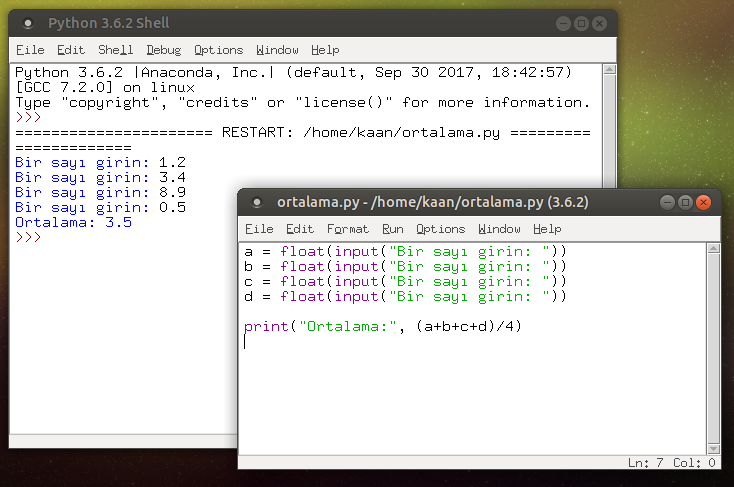 Python 3.6.2 Shell
File Edit Shell Debug Options Window Help
Python 3.6.2 |Anaconda, Inc.| (default, Sep 30 2017, 18:42:57)
[GCC 7.2.0] on linux
Type "copyright", "credits" or "license()" for more information.
>>>
====================== RESTART: /home/kaan/ortalama.py =========
=============
Bir sayı girin: 1.2
Bir sayı girin: 3.4
Bir sayı girin: 8.9
Bir sayı girin: 0.5
Ortalama: 3.5
>>>
ortalama.py - /home/kaan/ortalama.py (3.6.2)
File Edit Format Run Options Window Help
a = float(input("Bir sayı girin: "))
b = float(input("Bir sayı girin: "))
c = float(input("Bir sayı girin: "))
d = float(input("Bir sayı girin: "))
print("Ortalama:", (a+b+c+d)/4)
Ln: 7 Col: 0